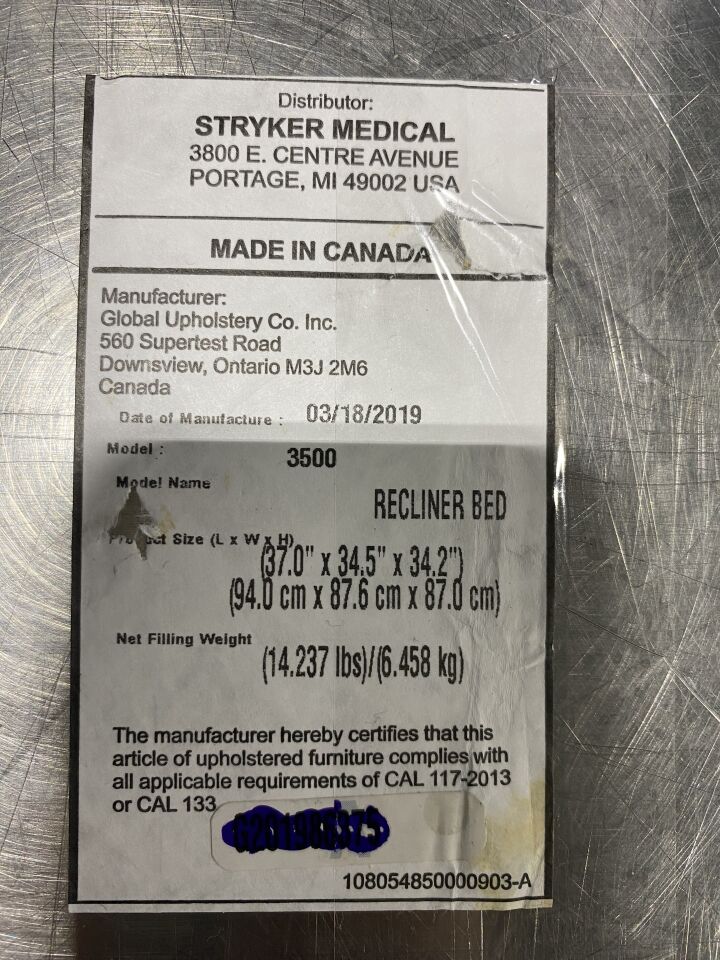 Distributor:
STRYKER MEDICAL
3800 E. CENTRE AVENUE
PORTAGE, MI 49002 USA
MADE IN CANADA
Manufacturer:
Global Upholstery Co. Inc.
560 Supertest Road
Downsview, Ontario M3J 2M6
Canada
Date of Manufacture : 03/18/2019
Model : 3500
Model Name
RECLINER BED
Size (L x W x H)
(37.0" x 34.5" x 34.2")
(94.0 cm x 87.6 cm x 87.0 cm)
Net Filling Weight
(14.237 lbs)/(6.458 kg)
The manufacturer hereby certifies that this
article of upholstered furniture complies with
all applicable requirements of CAL 117-2013
or CAL 133
108054850000903-A